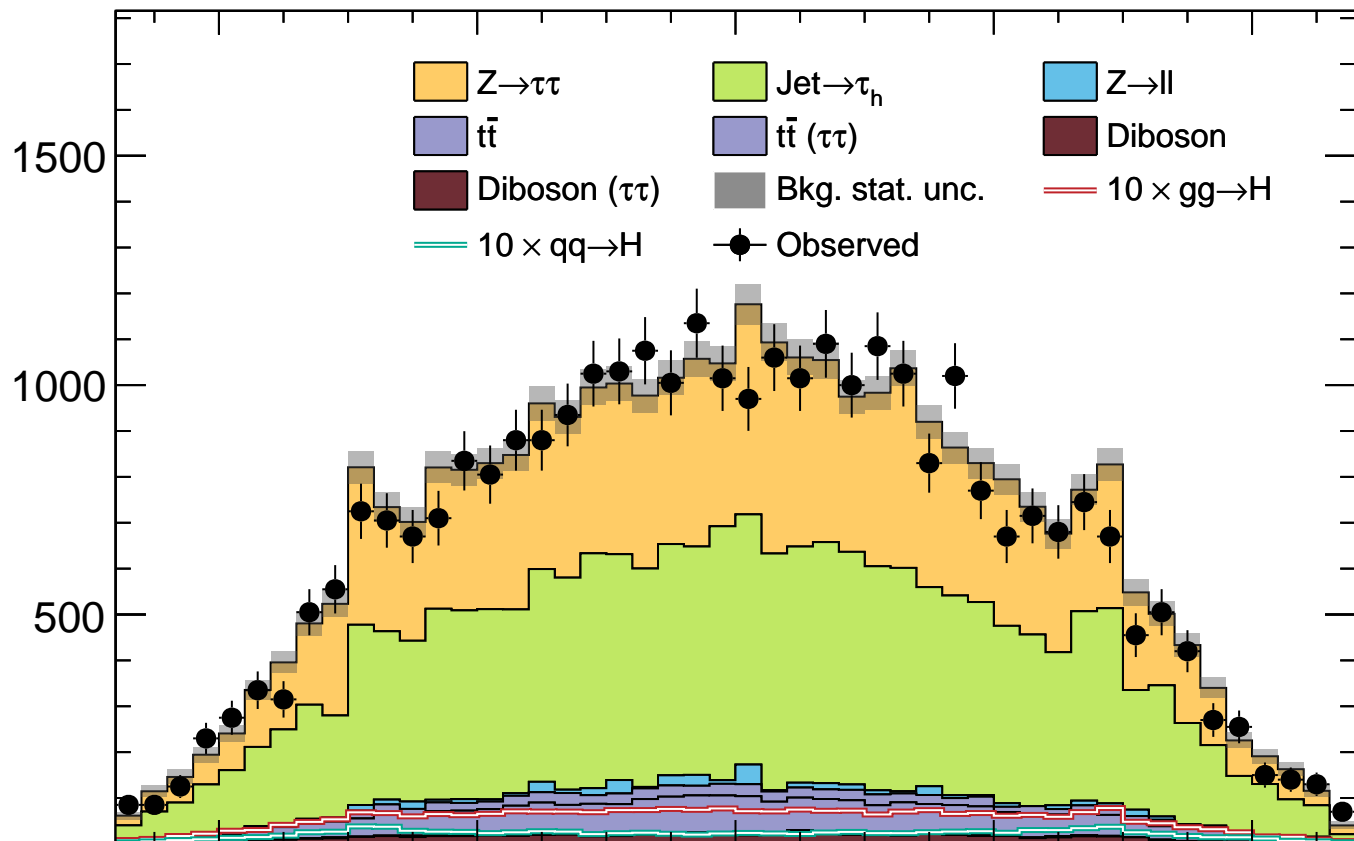 Z→ττ Jet→τh Z→ll
tt̄ tt̄ (ττ) Diboson
Diboson (ττ) Bkg. stat. unc. 10 × gg→H
10 × qq→H Observed
1500
1000
500